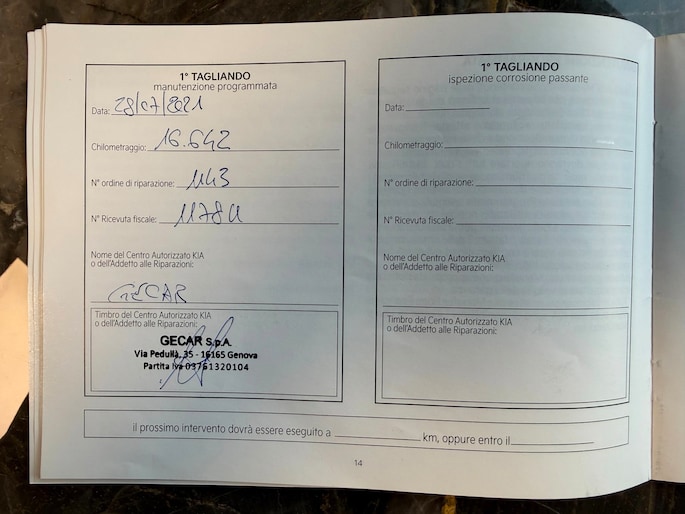 1° TAGLIANDO
manutenzione programmata
Data: 28/07/2021
Chilometraggio: 16.642
N° ordine di riparazione: 1143
N° Ricevuta fiscale:
Nome del Centro Autorizzato KIA
o dell'Addetto alle Riparazioni:
GECAR
Timbro del Centro Autorizzato KIA
o dell'Addetto alle Riparazioni:
GECAR S.p.A.
Via Pedullà, 35 - 16165 Genova
Partita Iva 03761320104
1° TAGLIANDO
ispezione corrosione passante
Data:
Chilometraggio:
N° ordine di riparazione:
N° Ricevuta fiscale:
Nome del Centro Autorizzato KIA
o dell'Addetto alle Riparazioni:
Timbro del Centro Autorizzato KIA
o dell'Addetto alle Riparazioni:
il prossimo intervento dovrà essere eseguito a km, oppure entro il
14